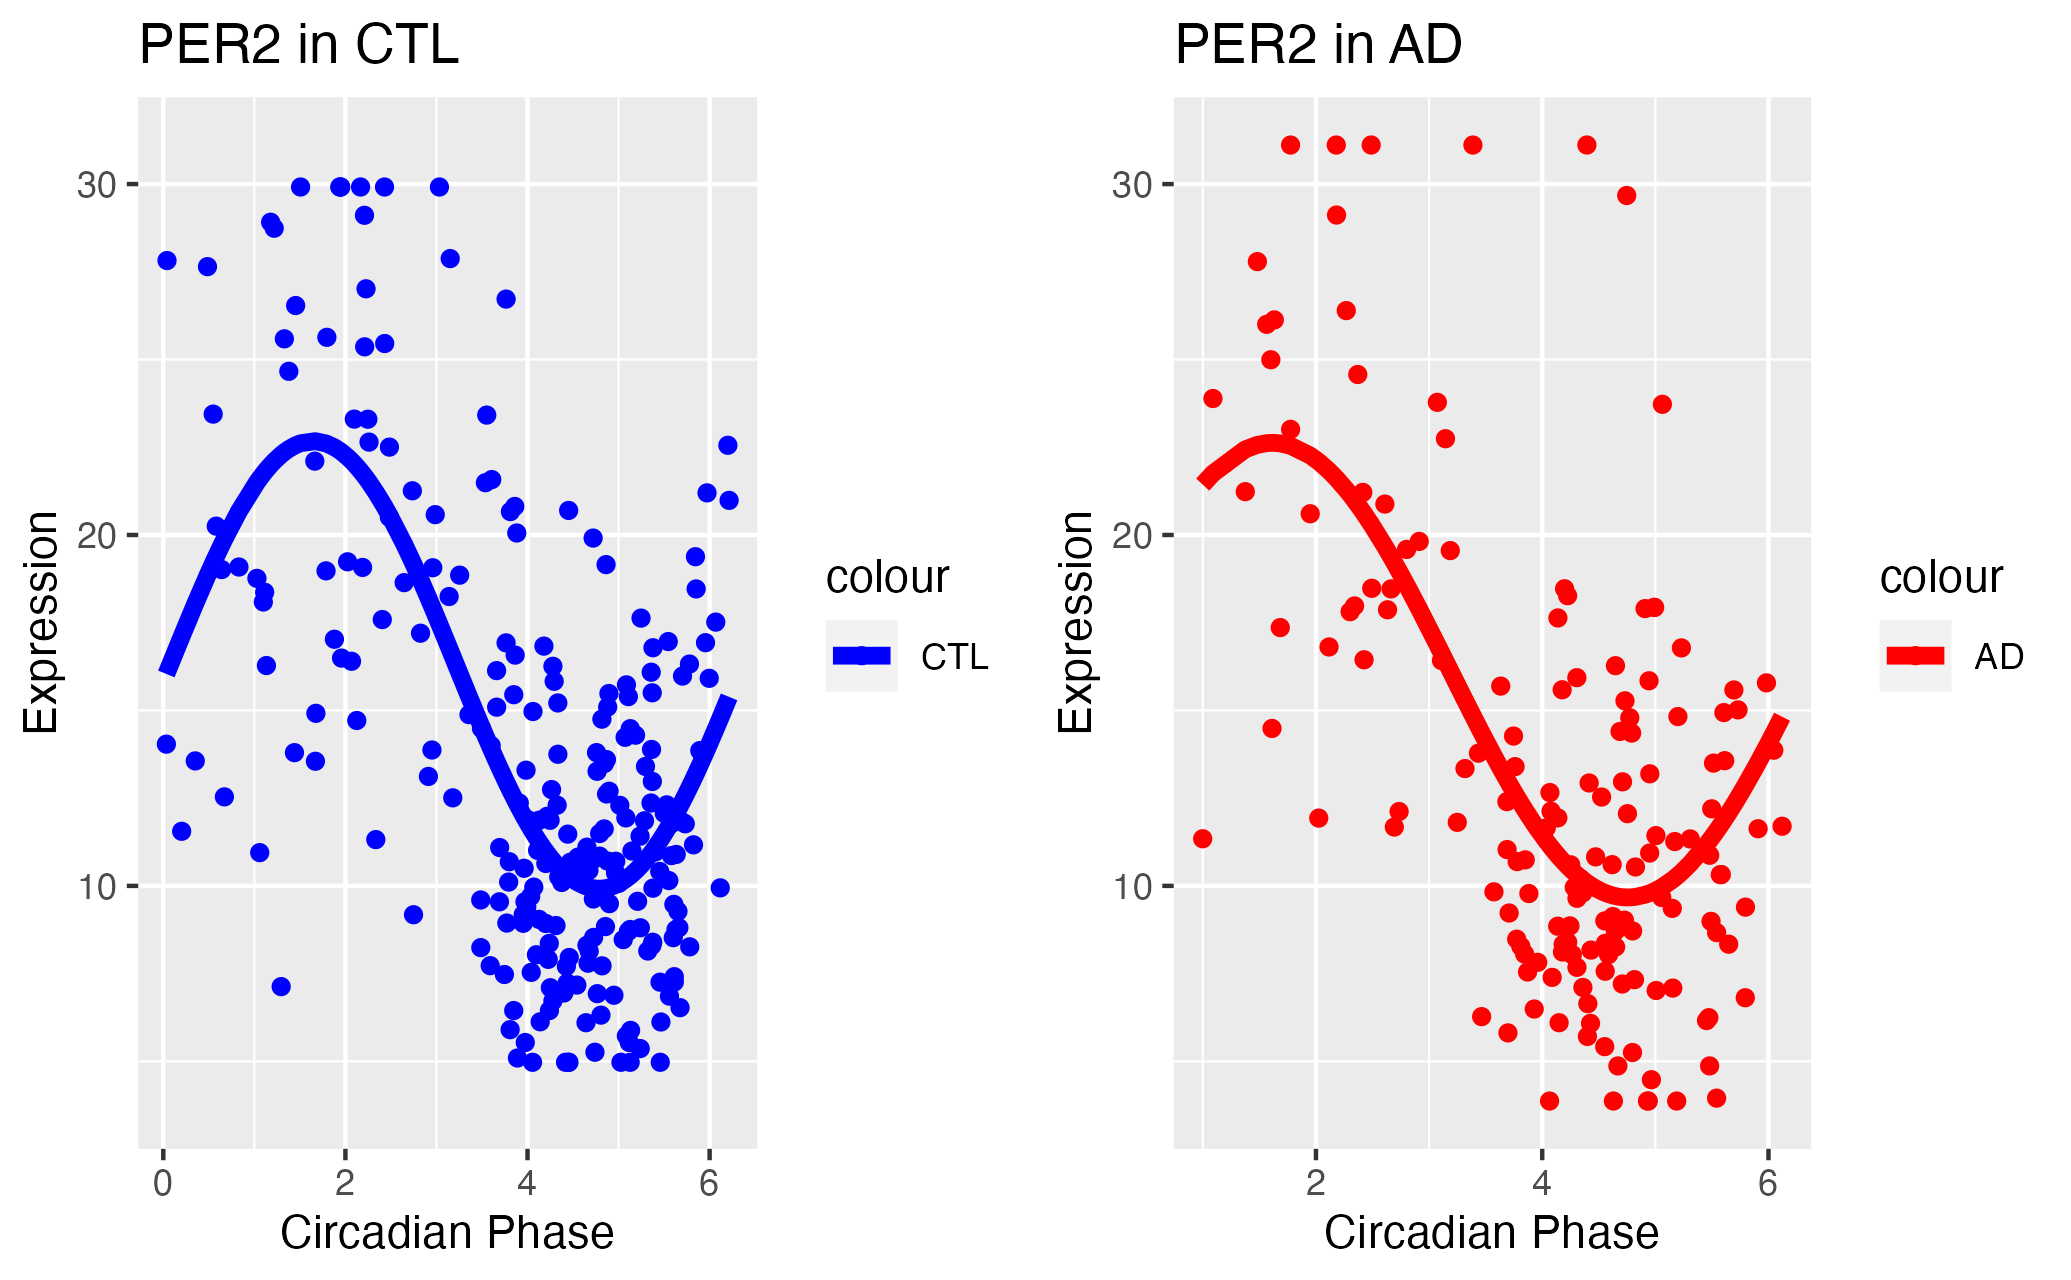 PER2 in CTL
30
20
10
Expression
0 2 4 6
Circadian Phase
colour
CTL
PER2 in AD
30
20
10
Expression
2 4 6
Circadian Phase
colour
AD